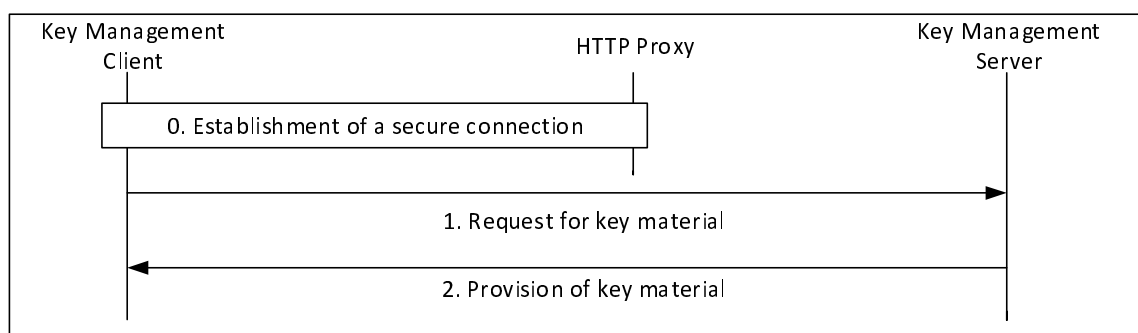 Key Management
Client
HTTP Proxy
Key Management
Server
0. Establishment of a secure connection
1. Request for key material
2. Provision of key material